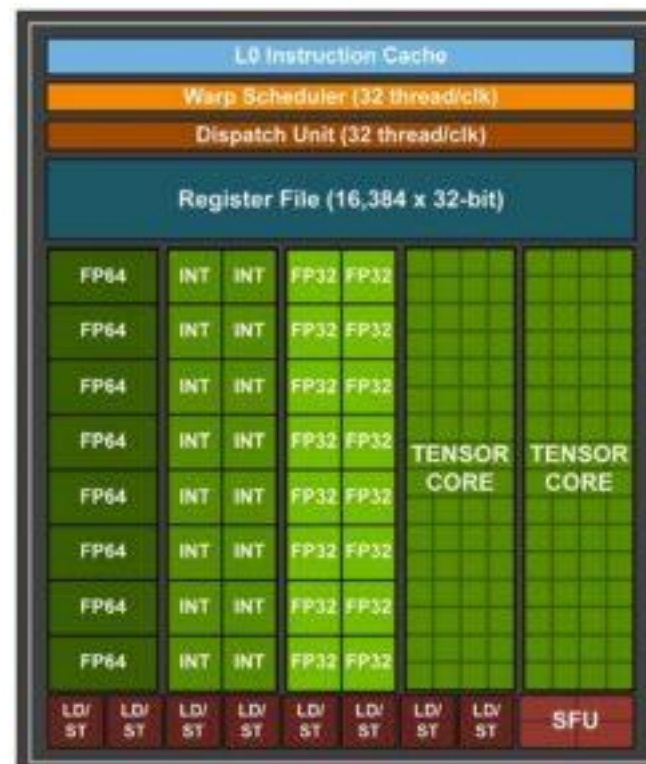 L0 Instruction Cache
Warp Scheduler (32 thread/clk)
Dispatch Unit (32 thread/clk)
Register File (16,384 x 32-bit)
FP64 INT INT FP32 FP32
FP64 INT INT FP32 FP32
FP64 INT INT FP32 FP32
FP64 INT INT FP32 FP32
TENSOR CORE TENSOR CORE
FP64 INT INT FP32 FP32
FP64 INT INT FP32 FP32
FP64 INT INT FP32 FP32
FP64 INT INT FP32 FP32
LD/ LD/ LD/ LD/ LD/ LD/ LD/ LD/ SFU
ST ST ST ST ST ST ST ST